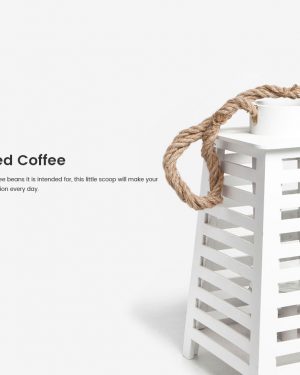 ed Coffee
ee beans it is intended for, this little scoop will make your
ion every day.